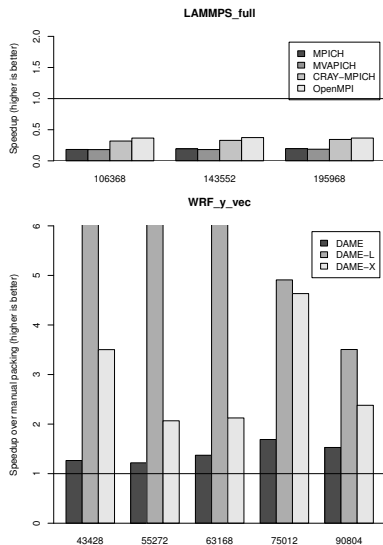 LAMMPS_full
Speedup (higher is better)
2.0
1.5
1.0
0.5
0.0
MPICH
MVAPICH
CRAY−MPICH
OpenMPI
106368 143552 195968
WRF_y_vec
Speedup over manual packing (higher is better)
6
5
4
3
2
1
0
DAME
DAME−L
DAME−X
43428 55272 63168 75012 90804